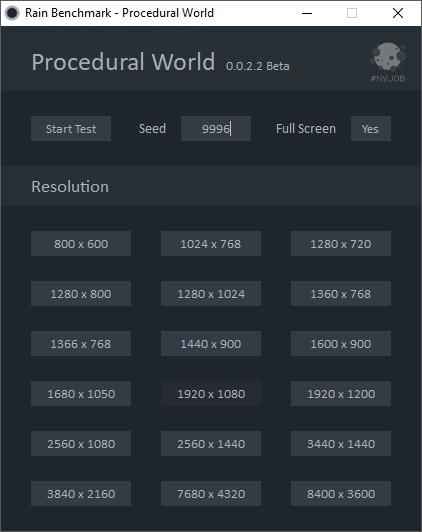 Rain Benchmark - Procedural World
Procedural World 0.0.2.2 Beta
#NVJOB
Start Test Seed 9996 Full Screen Yes
Resolution
800 x 600 1024 x 768 1280 x 720
1280 x 800 1280 x 1024 1360 x 768
1366 x 768 1440 x 900 1600 x 900
1680 x 1050 1920 x 1080 1920 x 1200
2560 x 1080 2560 x 1440 3440 x 1440
3840 x 2160 7680 x 4320 8400 x 3600